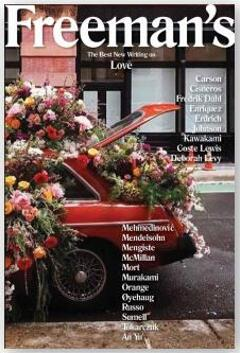 Freeman's
The Best New Writing on
Love
Carson
Cisneros
Fredrik Dahl
Enriquez
Erdrich
Johnson
Kawakami
Coste Lewis
Deborah Levy
Mehmedinović
Mendelsohn
Mengiste
McMillan
Mort
Murakami
Orange
Øyehaug
Russo
Sumell
Tokarczuk
An Yu